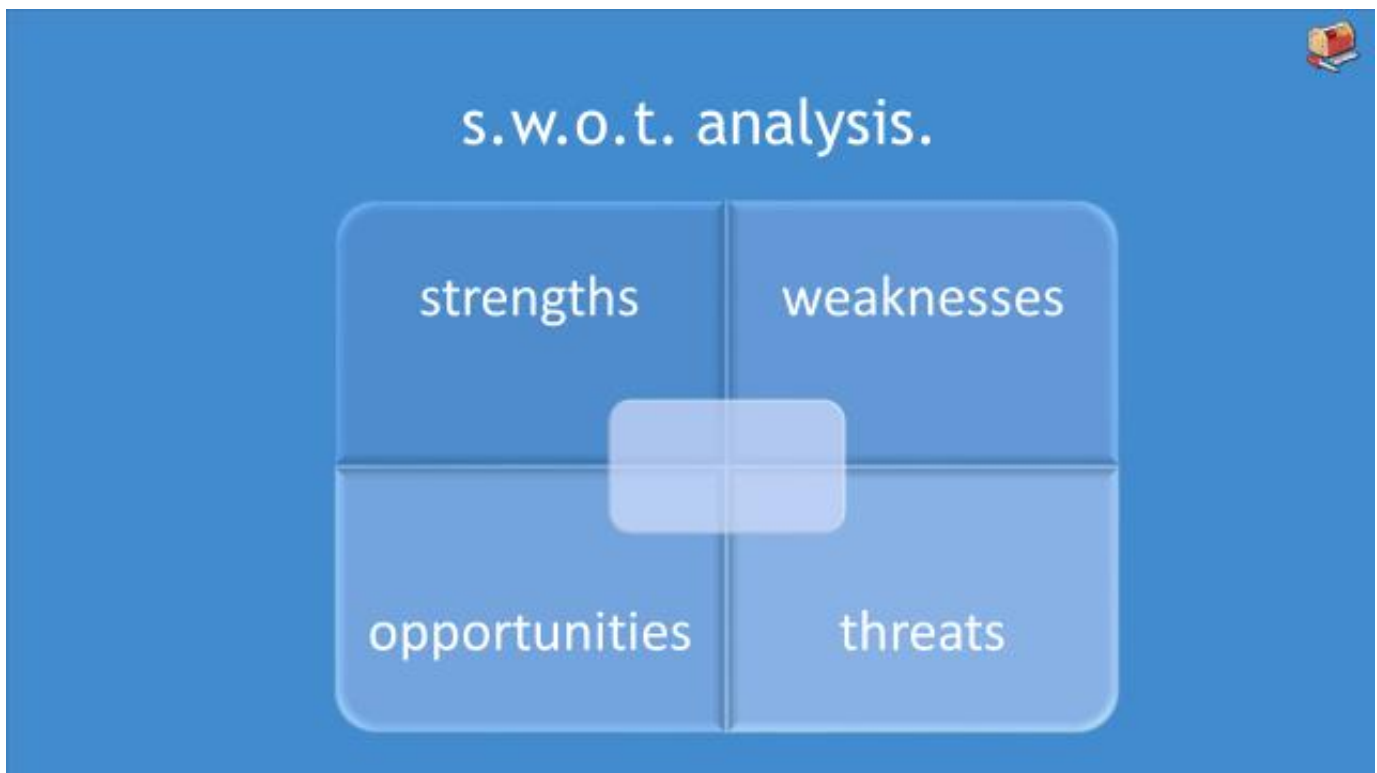 s.w.o.t. analysis.
strengths
weaknesses
opportunities
threats